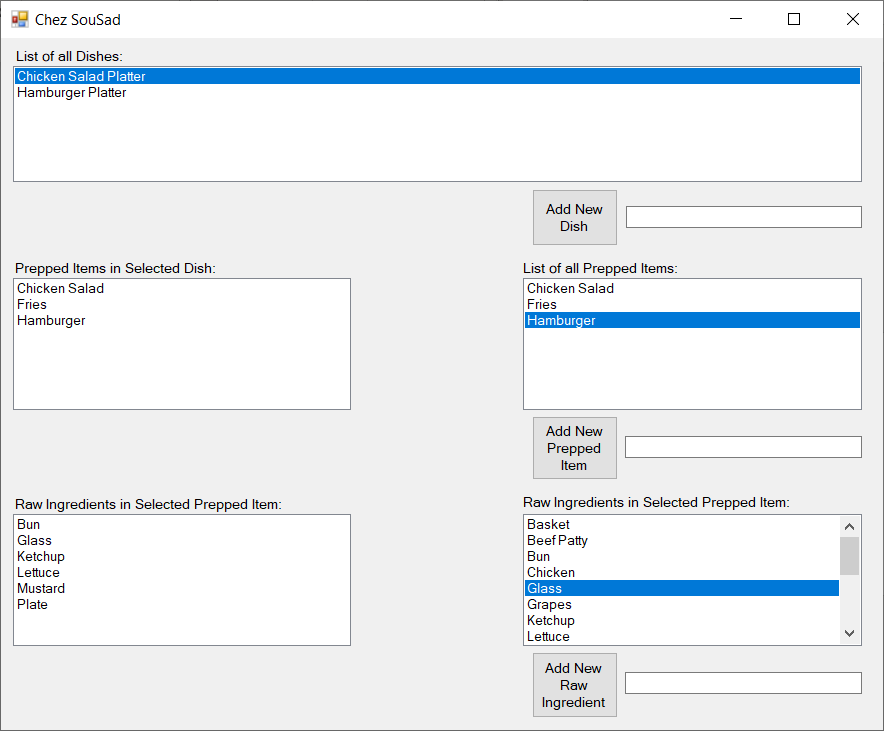 Chez SouSad
List of all Dishes:
Chicken Salad Platter
Hamburger Platter
Add New
Dish
Prepped Items in Selected Dish:
Chicken Salad
Fries
Hamburger
List of all Prepped Items:
Chicken Salad
Fries
Hamburger
Add New
Prepped
Item
Raw Ingredients in Selected Prepped Item:
Bun
Glass
Ketchup
Lettuce
Mustard
Plate
Raw Ingredients in Selected Prepped Item:
Basket
Beef Patty
Bun
Chicken
Glass
Grapes
Ketchup
Lettuce
Add New
Raw
Ingredient